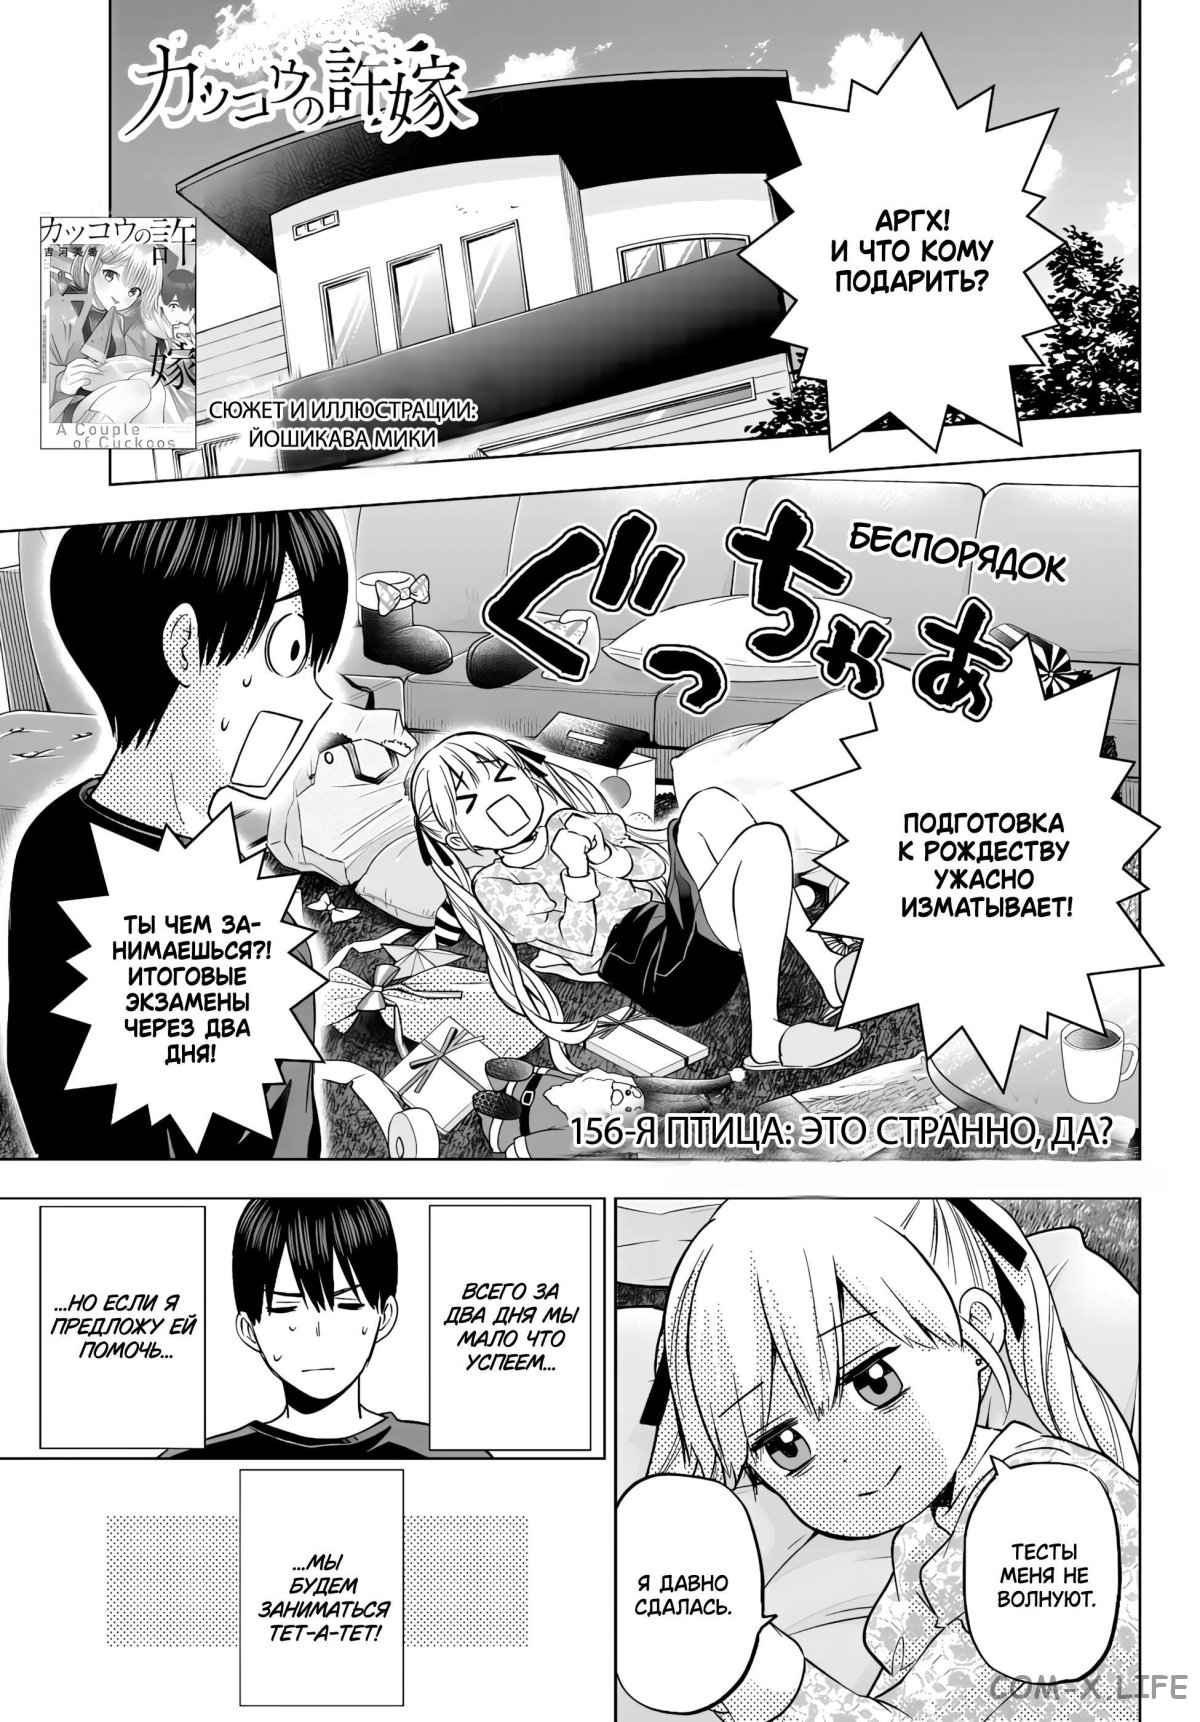 カッコウの許嫁
АРГХ!
И ЧТО КОМУ
ПОДАРИТЬ?
カッコウの許
吉河美希
嫁
A Couple
of Cuckoos
СЮЖЕТ И ИЛЛЮСТРАЦИИ:
ЙОШИКАВА МИКИ
БЕСПОРЯДОК
ぐっちゃあ
ПОДГОТОВКА
К РОЖДЕСТВУ
УЖАСНО
ИЗМАТЫВАЕТ!
ТЫ ЧЕМ ЗА-
НИМАЕШЬСЯ?!
ИТОГОВЫЕ
ЭКЗАМЕНЫ
ЧЕРЕЗ ДВА
ДНЯ!
156-Я ПТИЦА: ЭТО СТРАННО, ДА?
ТЕСТЫ
МЕНЯ НЕ
ВОЛНУЮТ.
Я ДАВНО
СДАЛАСЬ.
ВСЕГО ЗА
ДВА ДНЯ МЫ
МАЛО ЧТО
УСПЕЕМ...
...НО ЕСЛИ Я
ПРЕДЛОЖУ ЕЙ
ПОМОЧЬ...
...МЫ
БУДЕМ
ЗАНИМАТЬСЯ
ТЕТ-А-ТЕТ!
COM-X.LIFE